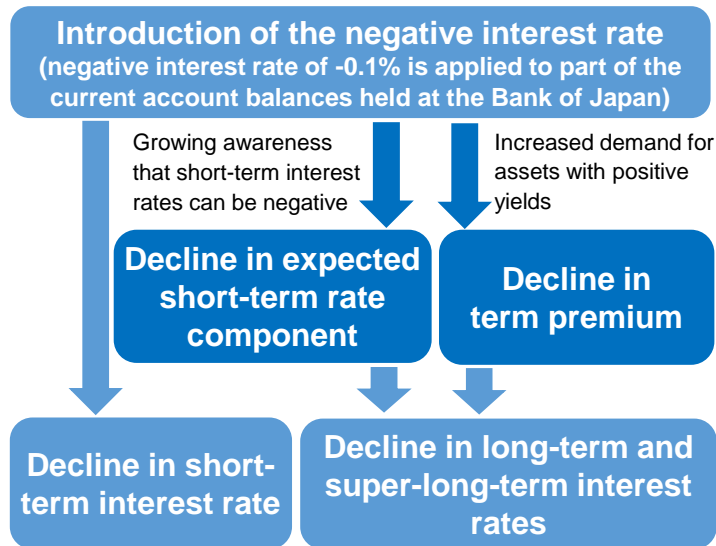 Introduction of the negative interest rate
(negative interest rate of -0.1% is applied to part of the
current account balances held at the Bank of Japan)
Growing awareness
that short-term interest
rates can be negative
Increased demand for
assets with positive
yields
Decline in expected
short-term rate
component
Decline in
term premium
Decline in short-
term interest rate
Decline in long-term and
super-long-term interest
rates